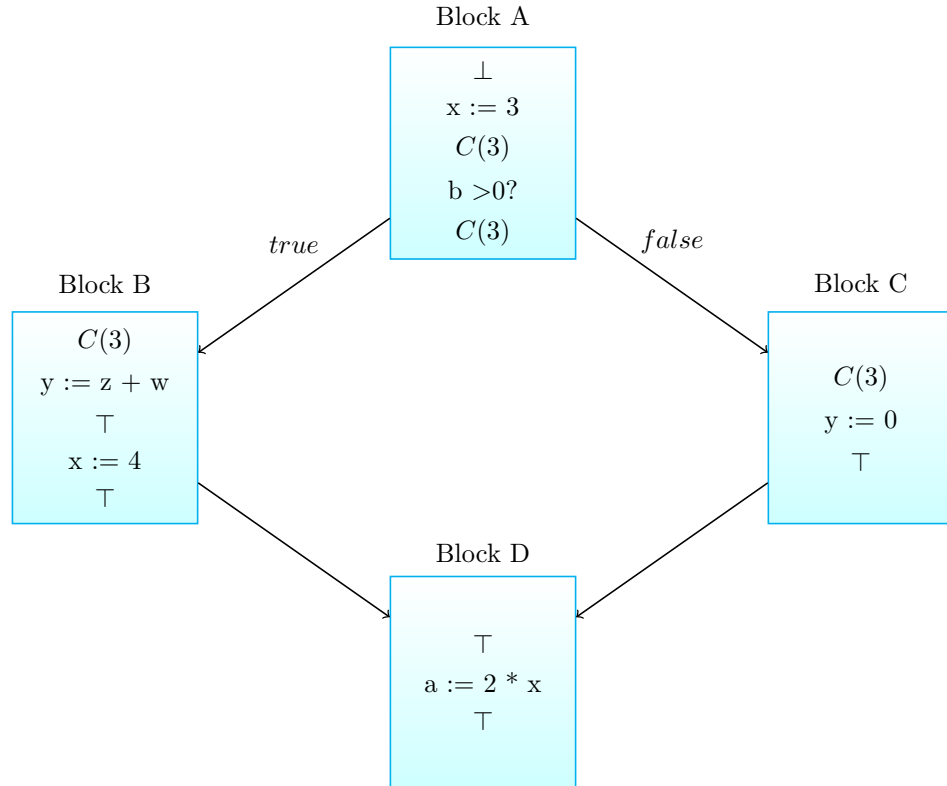 Block A
⊥
x := 3
C(3)
b >0?
C(3)
true
false
Block B
C(3)
y := z + w
⊤
x := 4
⊤
Block C
C(3)
y := 0
⊤
Block D
⊤
a := 2 * x
⊤